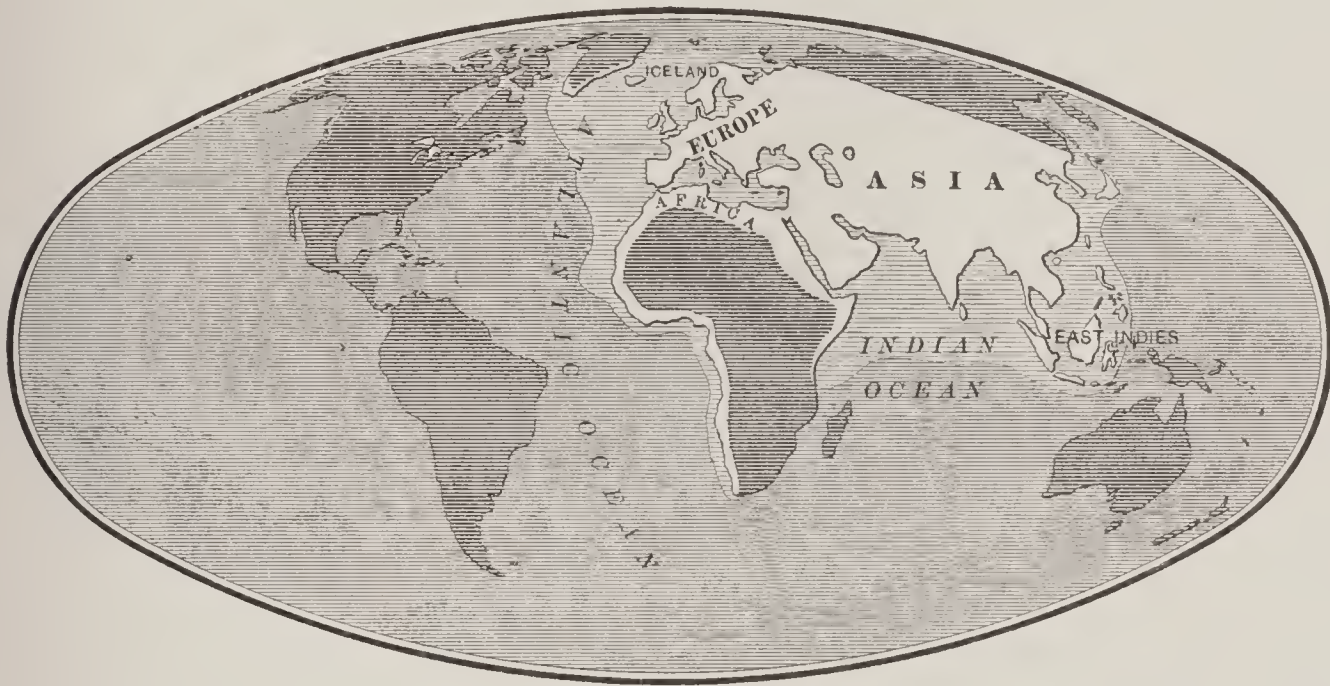 ICELAND
EUROPE
ASIA
AFRICA
ATLANTIC OCEAN
INDIAN
OCEAN
EAST INDIES